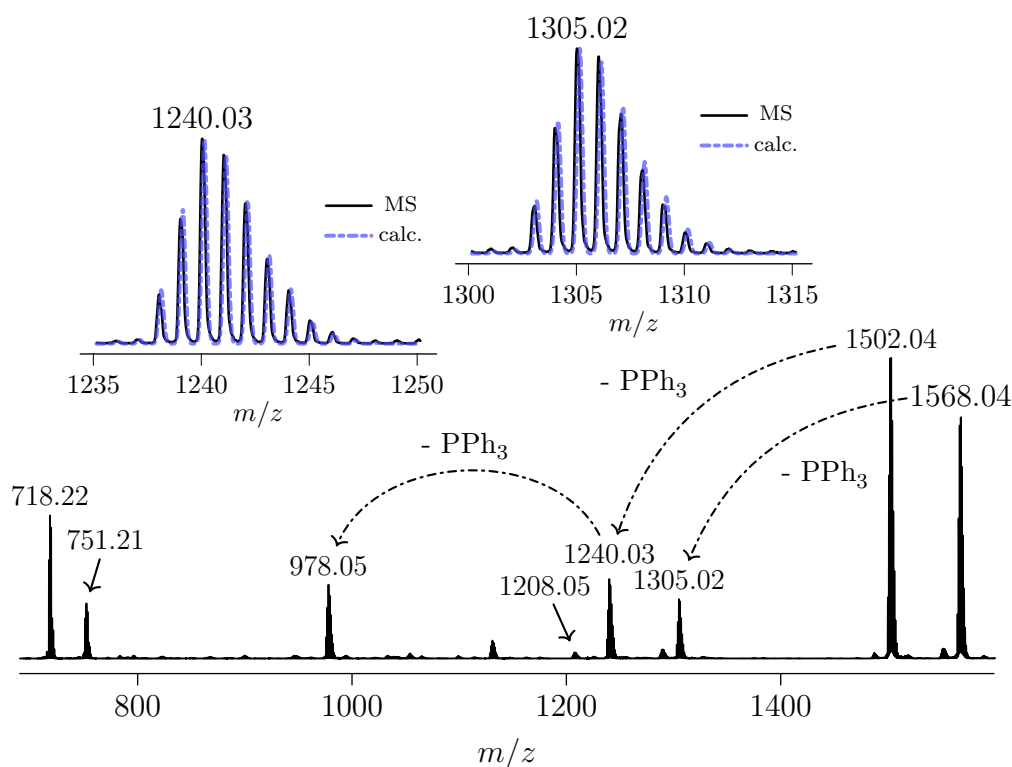 1305.02
MS
calc.
1300 1305 1310 1315
m/z
1240.03
MS
calc.
1235 1240 1245 1250
m/z
1502.04
- PPh3
1568.04
- PPh3
- PPh3
718.22
751.21
978.05
1240.03
1208.05
1305.02
800 1000 1200 1400
m/z